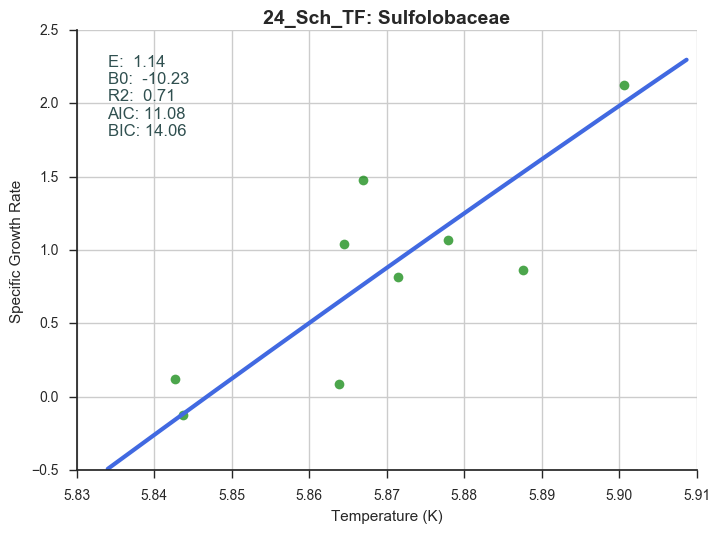 24_Sch_TF: Sulfolobaceae
E:  1.14
B0:  -10.23
R2:  0.71
AIC: 11.08
BIC: 14.06
2.5
2.0
1.5
1.0
0.5
0.0
−0.5
Specific Growth Rate
5.83 5.84 5.85 5.86 5.87 5.88 5.89 5.90 5.91
Temperature (K)